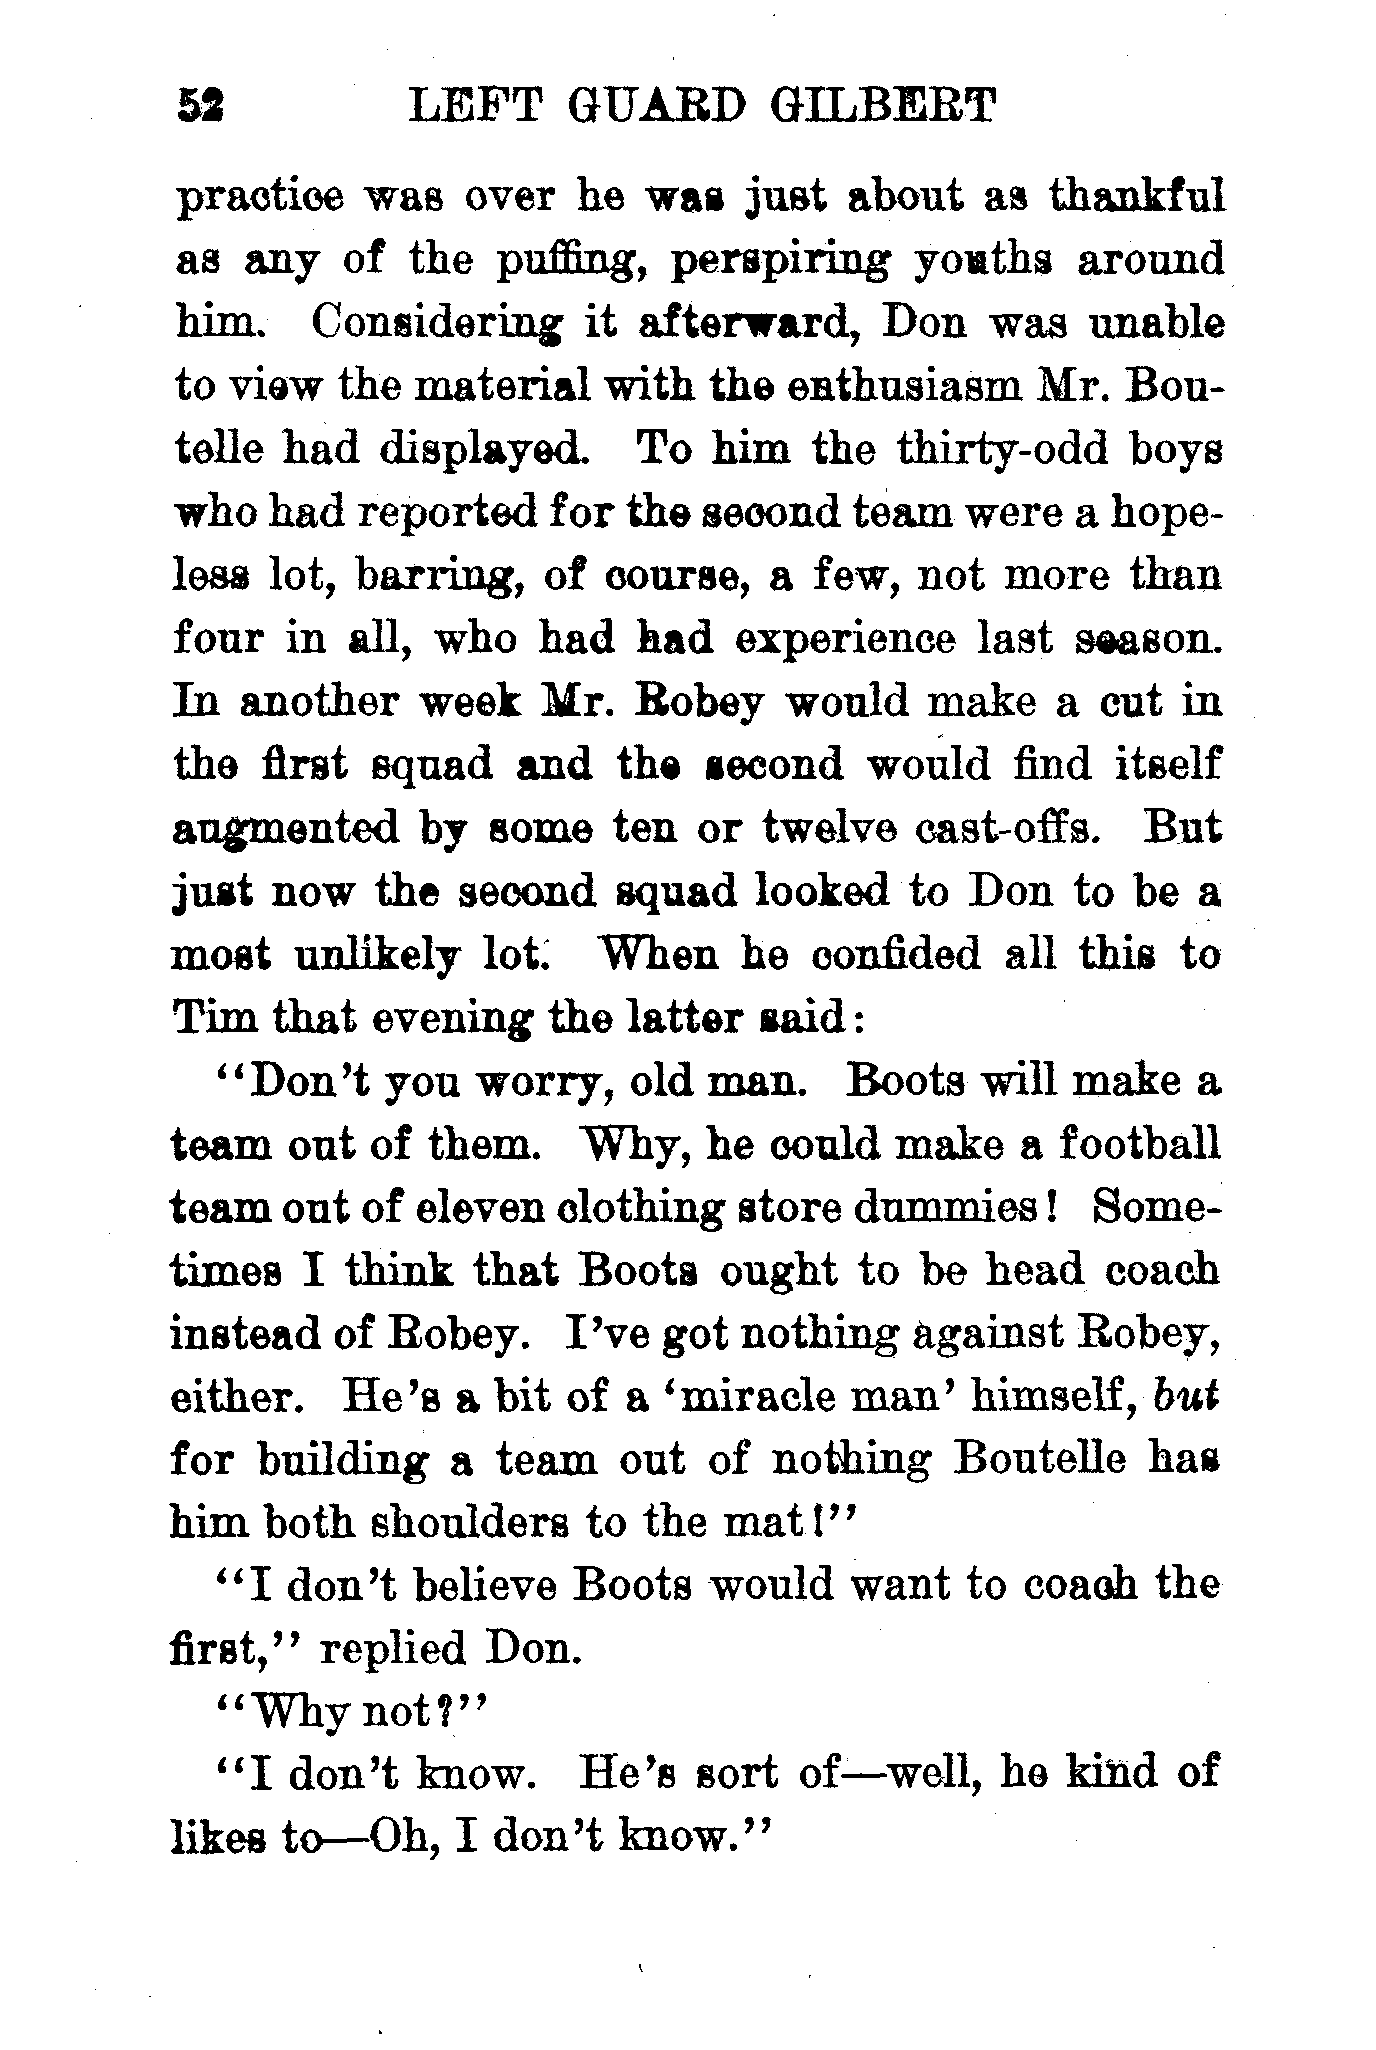 52 LEFT GUARD GILBERT
practice was over he was just about as thankful
as any of the puffing, perspiring youths around
him. Considering it afterward, Don was unable
to view the material with the enthusiasm Mr. Bou-
telle had displayed. To him the thirty-odd boys
who had reported for the second team were a hope-
less lot, barring, of course, a few, not more than
four in all, who had had experience last season.
In another week Mr. Robey would make a cut in
the first squad and the second would find itself
augmented by some ten or twelve cast-offs. But
just now the second squad looked to Don to be a
most unlikely lot. When he confided all this to
Tim that evening the latter said:
"Don't you worry, old man. Boots will make a
team out of them. Why, he could make a football
team out of eleven clothing store dummies! Some-
times I think that Boots ought to be head coach
instead of Robey. I've got nothing against Robey,
either. He's a bit of a 'miracle man' himself, but
for building a team out of nothing Boutelle has
him both shoulders to the mat!"
"I don't believe Boots would want to coach the
first," replied Don.
"Why not?"
"I don't know. He's sort of—well, he kind of
likes to—Oh, I don't know."